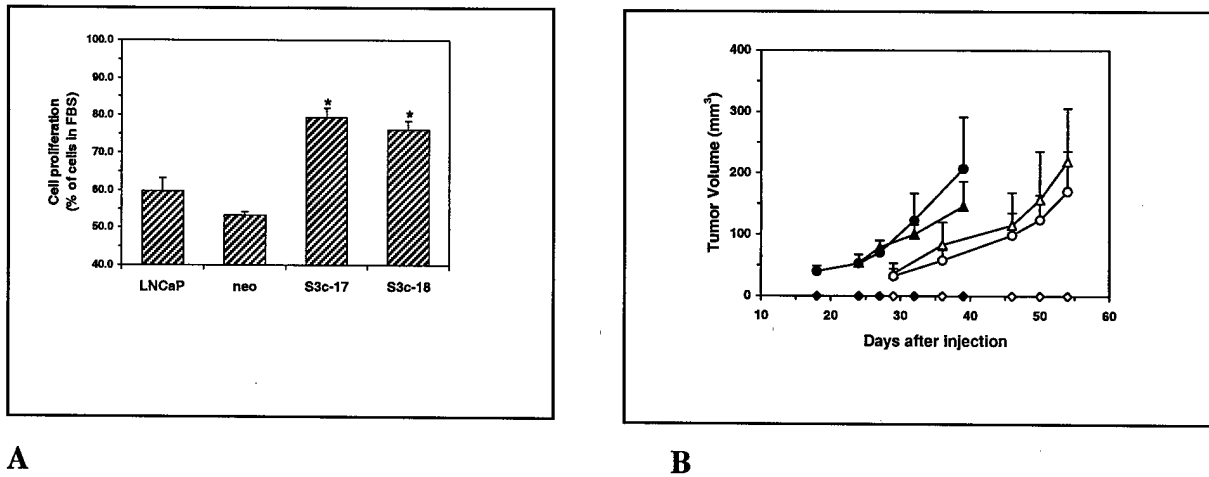 Cell proliferation
(% of cells in FBS)
100.0
90.0
80.0
70.0
60.0
50.0
40.0
* *
LNCaP neo S3c-17 S3c-18
A
Tumor Volume (mm³)
400
300
200
100
0
10 20 30 40 50 60
Days after injection
B